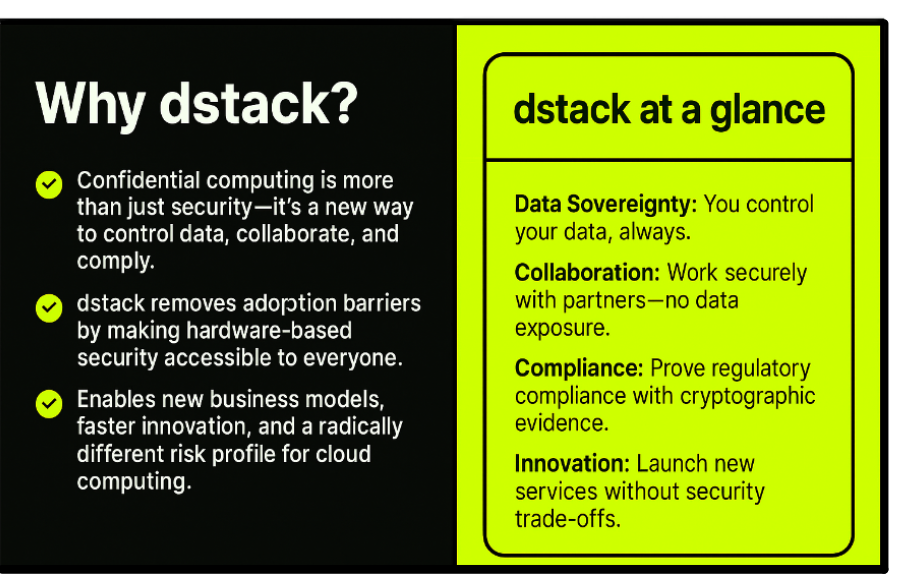 Why dstack?
Confidential computing is more
than just security—it's a new way
to control data, collaborate, and
comply.
dstack removes adoption barriers
by making hardware-based
security accessible to everyone.
Enables new business models,
faster innovation, and a radically
different risk profile for cloud
computing.
dstack at a glance
Data Sovereignty: You control
your data, always.
Collaboration: Work securely
with partners—no data
exposure.
Compliance: Prove regulatory
compliance with cryptographic
evidence.
Innovation: Launch new
services without security
trade-offs.